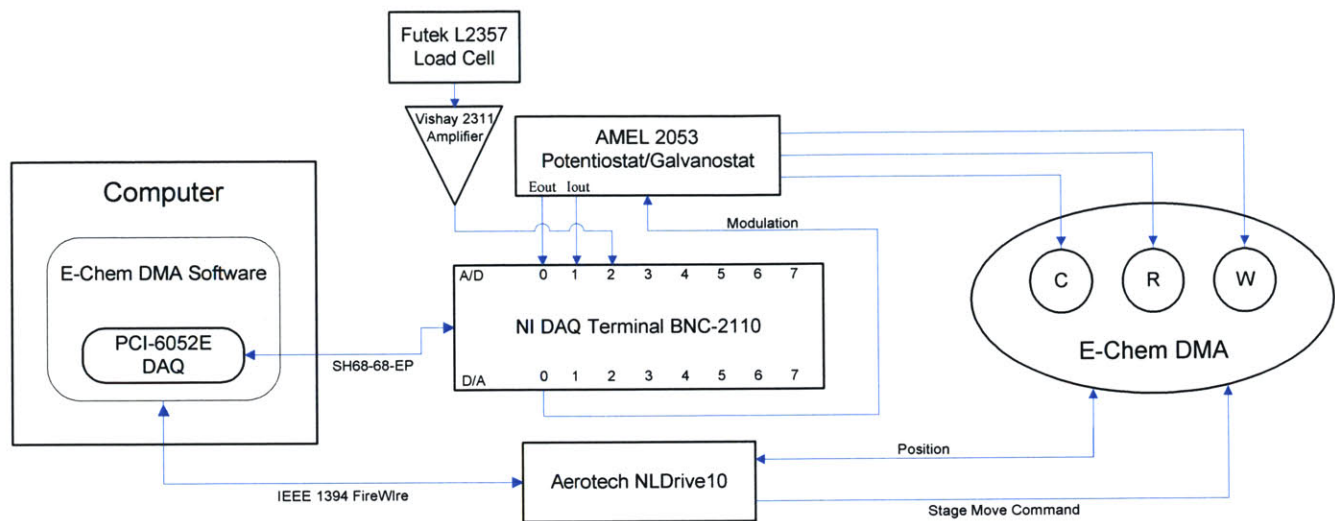 Futek L2357
Load Cell
Vishay 2311
Amplifier
AMEL 2053
Potentiostat/Galvanostat
Eout Iout
Computer
Modulation
E-Chem DMA Software
A/D 0 1 2 3 4 5 6 7
C R W
PCI-6052E
DAQ
NI DAQ Terminal BNC-2110
E-Chem DMA
SH68-68-EP
D/A 0 1 2 3 4 5 6 7
Position
Aerotech NLDrive10
IEEE 1394 FireWIre
Stage Move Command